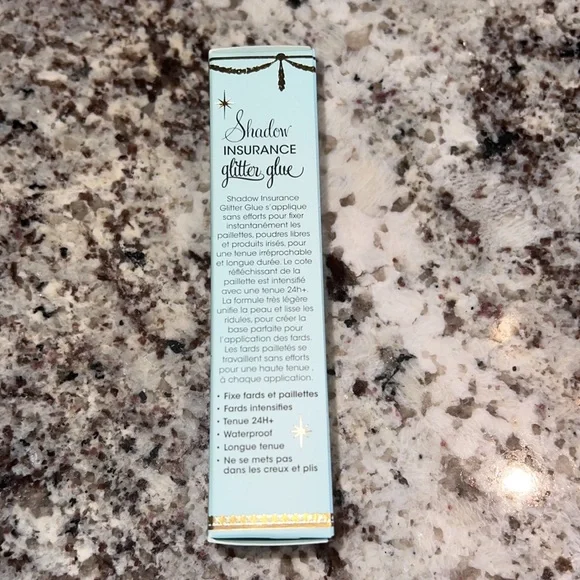 Shadow
INSURANCE
glitter glue
Shadow Insurance
Glitter Glue s'applique
sans efforts pour fixer
instantanément les
paillettes, poudres libres
et produits irisés, pour
une tenue irréprochable
et longue durée. Le cote
réfléchissant de la
paillette est intensifié
avec une tenue 24h+.
La formule très légère
unifie la peau et lisse les
ridules, pour créer la
base parfaite pour
l'application des fards.
Les fards pailletés se
travaillent sans efforts
pour une haute tenue ,
à chaque application.
• Fixe fards et paillettes
• Fards intensifies
• Tenue 24H+
• Waterproof
• Longue tenue
• Ne se mets pas
dans les creux et plis